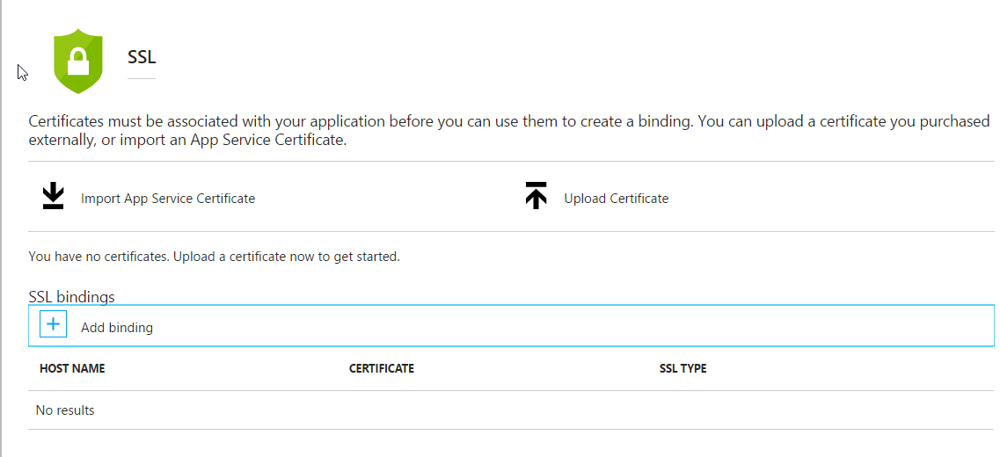 SSL
Certificates must be associated with your application before you can use them to create a binding. You can upload a certificate you purchased
externally, or import an App Service Certificate.
Import App Service Certificate
Upload Certificate
You have no certificates. Upload a certificate now to get started.
SSL bindings
Add binding
HOST NAME CERTIFICATE SSL TYPE
No results